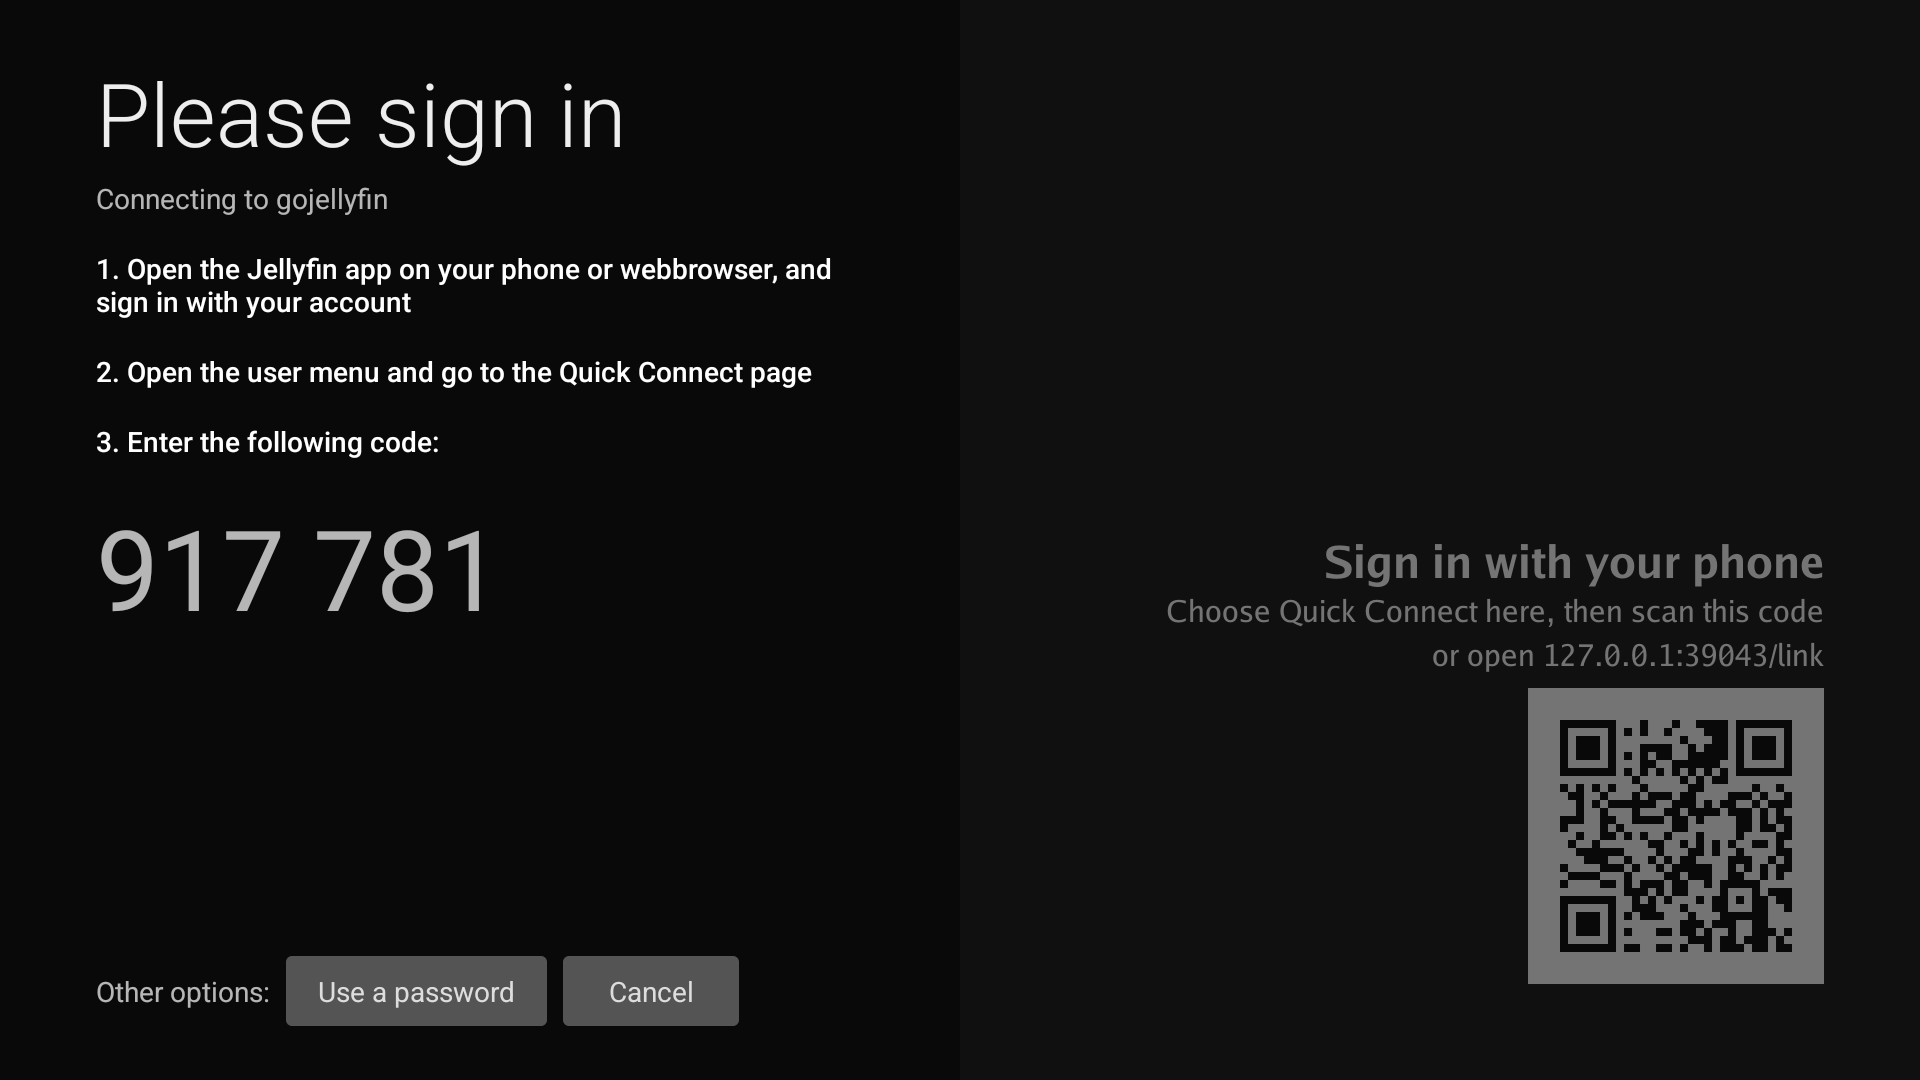 Please sign in
Connecting to gojellyfin
1. Open the Jellyfin app on your phone or webbrowser, and
sign in with your account
2. Open the user menu and go to the Quick Connect page
3. Enter the following code:
917 781
Other options:
Use a password
Cancel
Sign in with your phone
Choose Quick Connect here, then scan this code
or open 127.0.0.1:39043/link